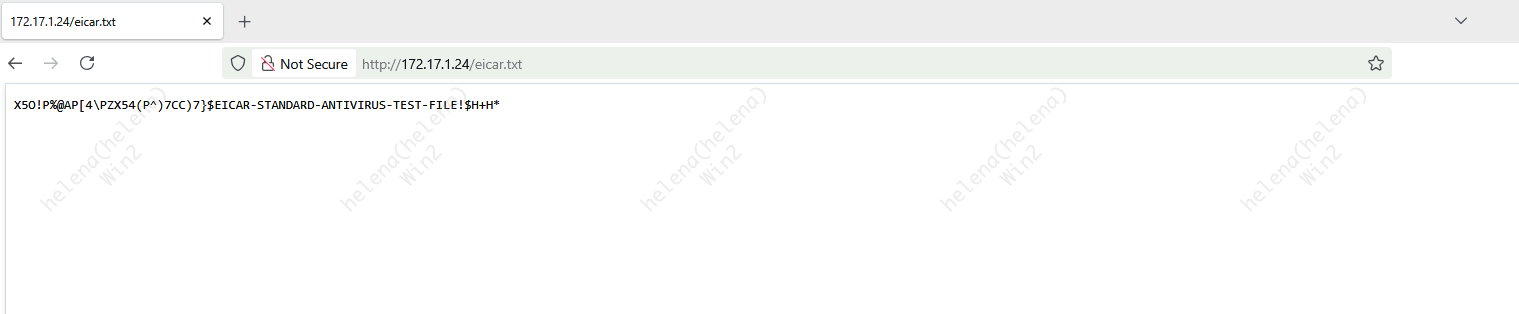 172.17.1.24/eicar.txt
Not Secure http://172.17.1.24/eicar.txt
X5O!P%@AP[4\PZX54(P^)7CC)7}$EICAR-STANDARD-ANTIVIRUS-TEST-FILE!$H+H*
helena(helena)
Win2
helena(helena)
Win2
helena(helena)
Win2
helena(helena)
Win2
helena(helena)
Win2